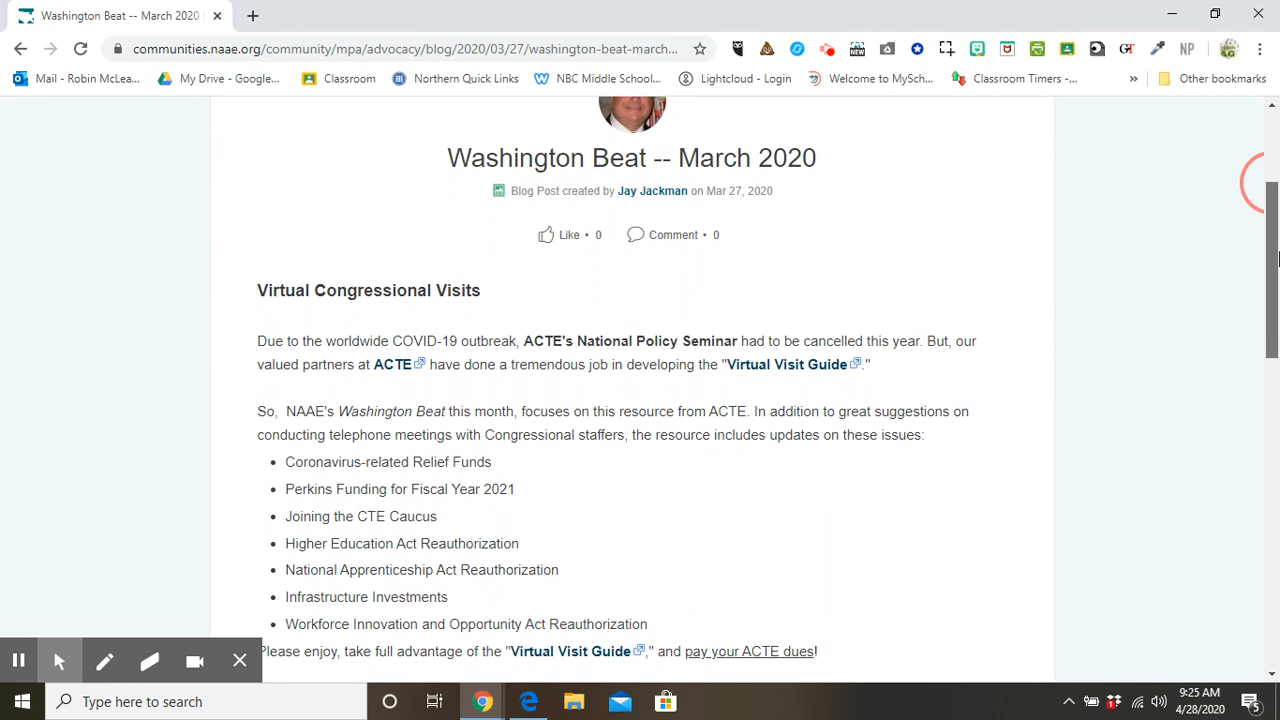 Washington Beat -- March 2020
communities.naae.org/community/mpa/advocacy/blog/2020/03/27/washington-beat-march...
NEW
GT
NP
Mail - Robin McLea...
My Drive - Google...
Classroom
Northern Quick Links
NBC Middle School...
Lightcloud - Login
Welcome to MySch...
Classroom Timers -...
»
Other bookmarks
Washington Beat -- March 2020
Blog Post created by Jay Jackman on Mar 27, 2020
Like • 0
Comment • 0
Virtual Congressional Visits
Due to the worldwide COVID-19 outbreak, ACTE's National Policy Seminar had to be cancelled this year. But, our
valued partners at ACTE have done a tremendous job in developing the "Virtual Visit Guide."
So, NAAE's Washington Beat this month, focuses on this resource from ACTE. In addition to great suggestions on
conducting telephone meetings with Congressional staffers, the resource includes updates on these issues:
• Coronavirus-related Relief Funds
• Perkins Funding for Fiscal Year 2021
• Joining the CTE Caucus
• Higher Education Act Reauthorization
• National Apprenticeship Act Reauthorization
• Infrastructure Investments
• Workforce Innovation and Opportunity Act Reauthorization
Please enjoy, take full advantage of the "Virtual Visit Guide," and pay your ACTE dues!
Type here to search
9:25 AM
4/28/2020
5